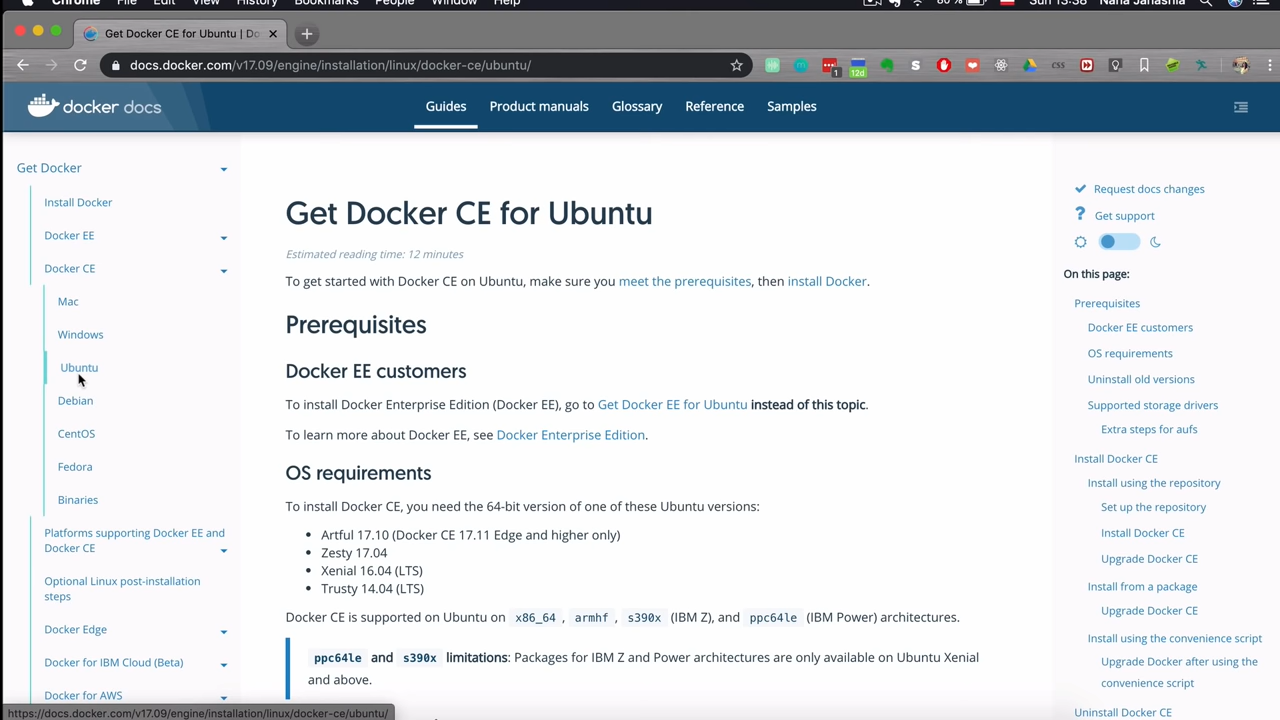 Chrome File Edit View History Bookmarks People Window Help
80% Sun 13:38 Nana Janashia
Get Docker CE for Ubuntu | Do
docs.docker.com/v17.09/engine/installation/linux/docker-ce/ubuntu/
1
12d
S
css
docker docs
Guides Product manuals Glossary Reference Samples
Get Docker
Install Docker
Docker EE
Docker CE
Mac
Windows
Ubuntu
Debian
CentOS
Fedora
Binaries
Platforms supporting Docker EE and
Docker CE
Optional Linux post-installation
steps
Docker Edge
Docker for IBM Cloud (Beta)
Docker for AWS
https://docs.docker.com/v17.09/engine/installation/linux/docker-ce/ubuntu/
Get Docker CE for Ubuntu
Estimated reading time: 12 minutes
To get started with Docker CE on Ubuntu, make sure you meet the prerequisites, then install Docker.
Prerequisites
Docker EE customers
To install Docker Enterprise Edition (Docker EE), go to Get Docker EE for Ubuntu instead of this topic.
To learn more about Docker EE, see Docker Enterprise Edition.
OS requirements
To install Docker CE, you need the 64-bit version of one of these Ubuntu versions:
• Artful 17.10 (Docker CE 17.11 Edge and higher only)
• Zesty 17.04
• Xenial 16.04 (LTS)
• Trusty 14.04 (LTS)
Docker CE is supported on Ubuntu on x86_64 , armhf , s390x (IBM Z), and ppc64le (IBM Power) architectures.
ppc64le and s390x limitations: Packages for IBM Z and Power architectures are only available on Ubuntu Xenial
and above.
Request docs changes
Get support
On this page:
Prerequisites
Docker EE customers
OS requirements
Uninstall old versions
Supported storage drivers
Extra steps for aufs
Install Docker CE
Install using the repository
Set up the repository
Install Docker CE
Upgrade Docker CE
Install from a package
Upgrade Docker CE
Install using the convenience script
Upgrade Docker after using the
convenience script
Uninstall Docker CE